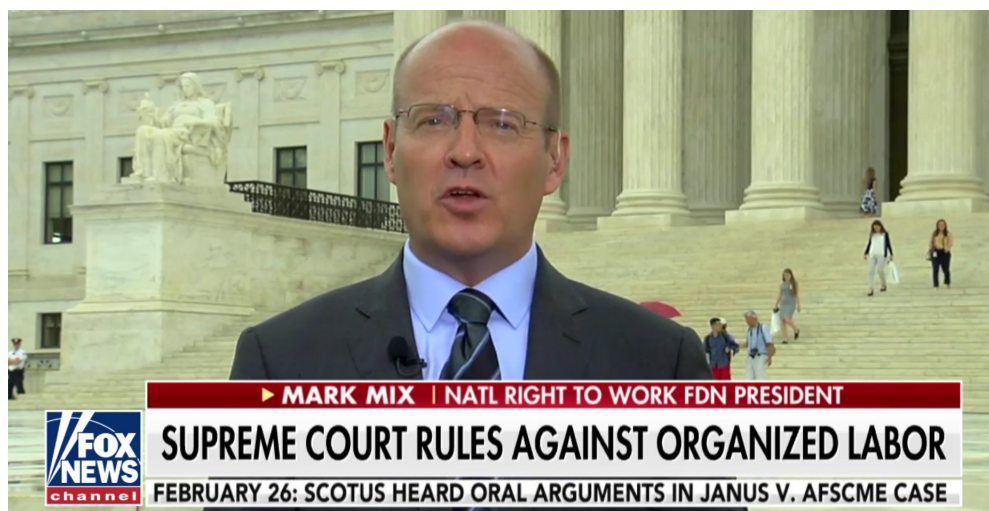 MARK MIX | NATL RIGHT TO WORK FDN PRESIDENT
SUPREME COURT RULES AGAINST ORGANIZED LABOR
FEBRUARY 26: SCOTUS HEARD ORAL ARGUMENTS IN JANUS V. AFSCME CASE
FOX
NEWS
channel